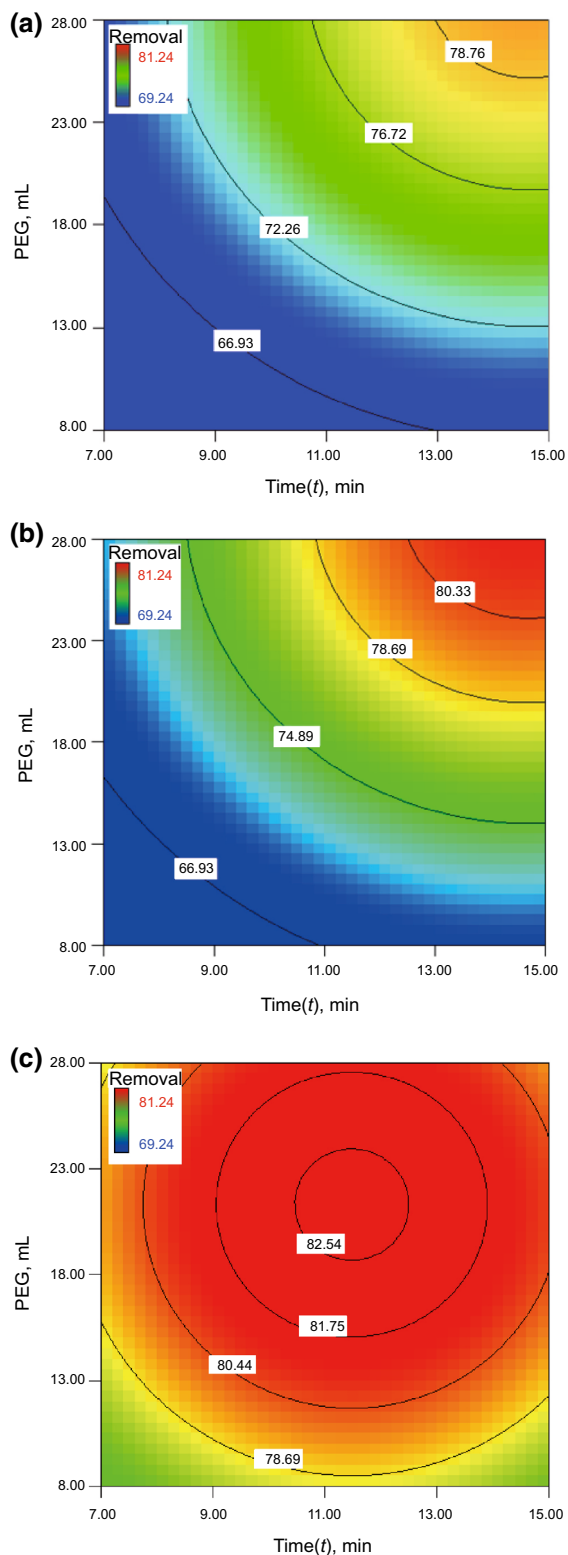 (a)
Removal
81.24
69.24
28.00
23.00
18.00
13.00
8.00
PEG, mL
78.76
76.72
72.26
66.93
7.00 9.00 11.00 13.00 15.00
Time(t), min
(b)
Removal
81.24
69.24
28.00
23.00
18.00
13.00
8.00
PEG, mL
80.33
78.69
74.89
66.93
7.00 9.00 11.00 13.00 15.00
Time(t), min
(c)
Removal
81.24
69.24
28.00
23.00
18.00
13.00
8.00
PEG, mL
82.54
81.75
80.44
78.69
7.00 9.00 11.00 13.00 15.00
Time(t), min